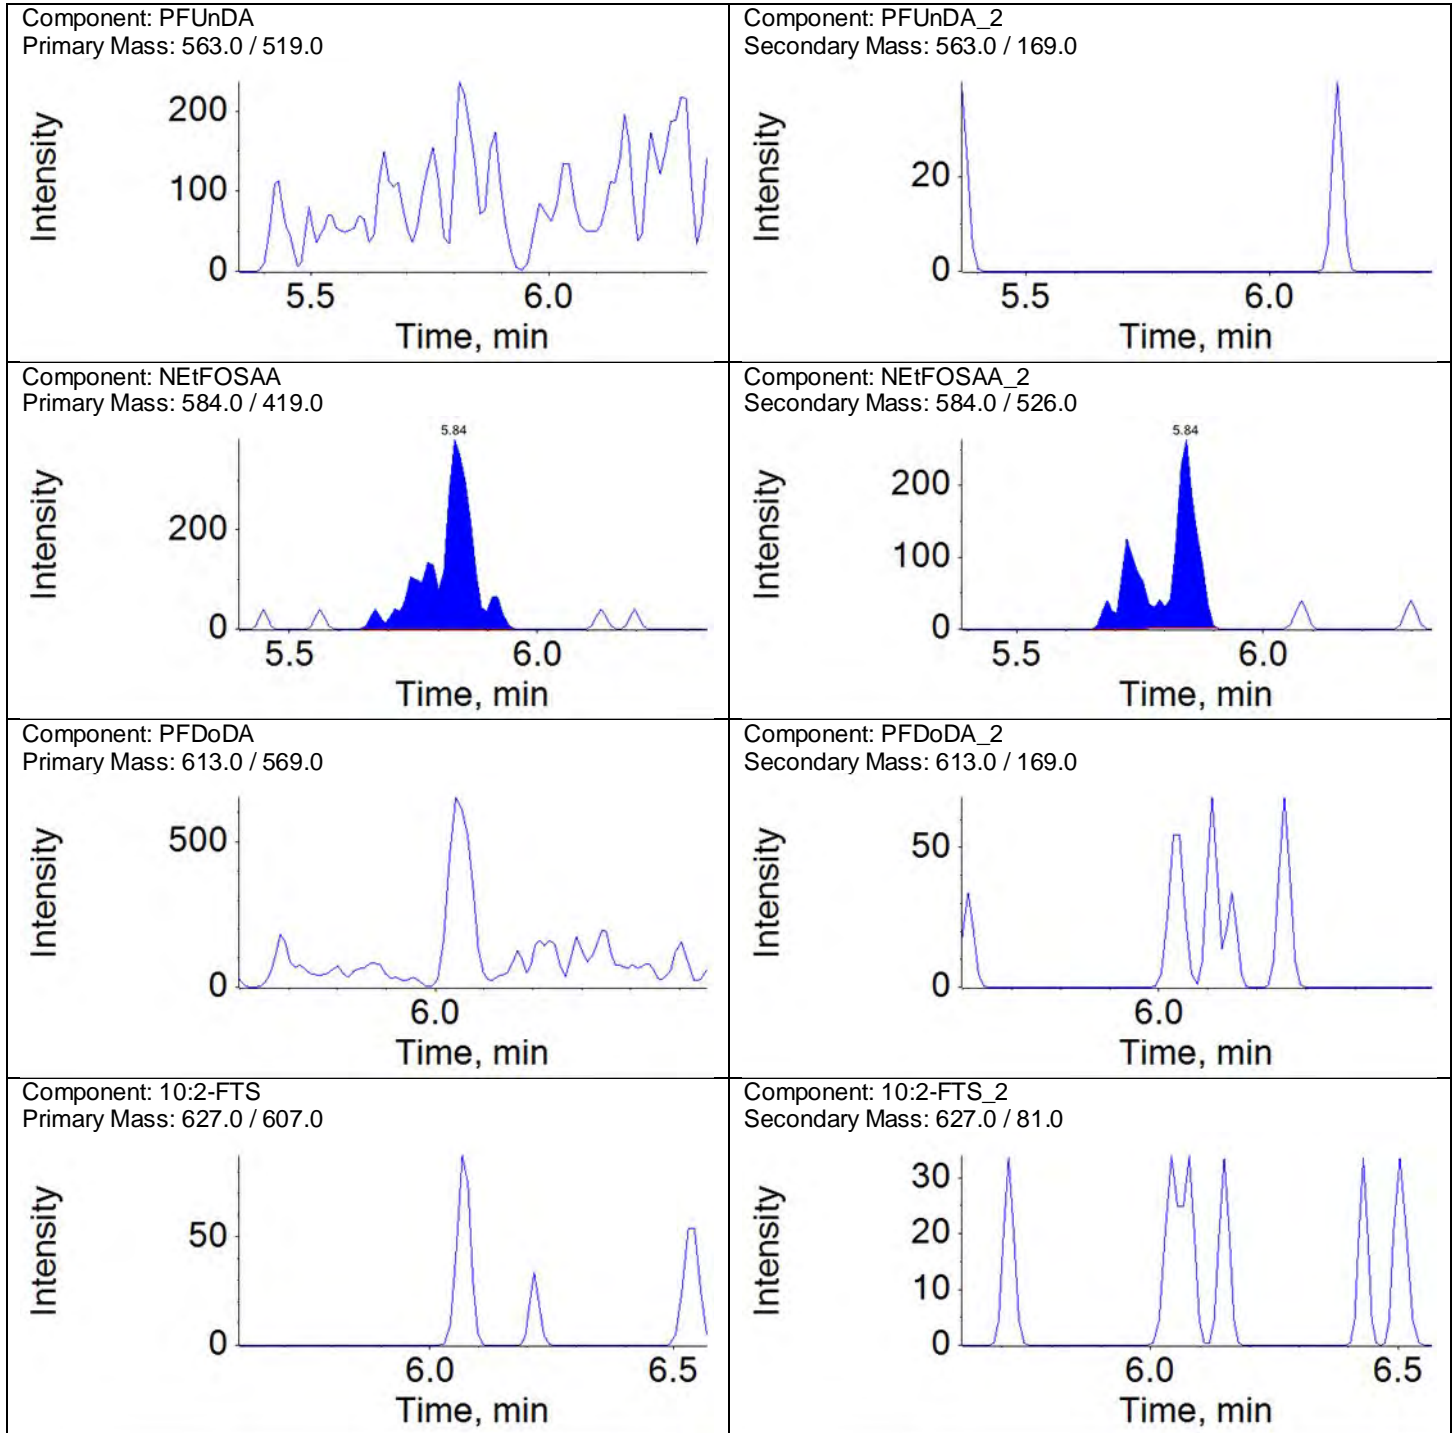 Component: PFUnDA
Primary Mass: 563.0 / 519.0
Intensity
200
100
0
5.5 6.0
Time, min
Component: PFUnDA_2
Secondary Mass: 563.0 / 169.0
Intensity
20
0
5.5 6.0
Time, min
Component: NEtFOSAA
Primary Mass: 584.0 / 419.0
5.84
Intensity
200
0
5.5 6.0
Time, min
Component: NEtFOSAA_2
Secondary Mass: 584.0 / 526.0
5.84
Intensity
200
100
0
5.5 6.0
Time, min
Component: PFDoDA
Primary Mass: 613.0 / 569.0
Intensity
500
0
6.0
Time, min
Component: PFDoDA_2
Secondary Mass: 613.0 / 169.0
Intensity
50
0
6.0
Time, min
Component: 10:2-FTS
Primary Mass: 627.0 / 607.0
Intensity
50
0
6.0 6.5
Time, min
Component: 10:2-FTS_2
Secondary Mass: 627.0 / 81.0
Intensity
30
20
10
0
6.0 6.5
Time, min